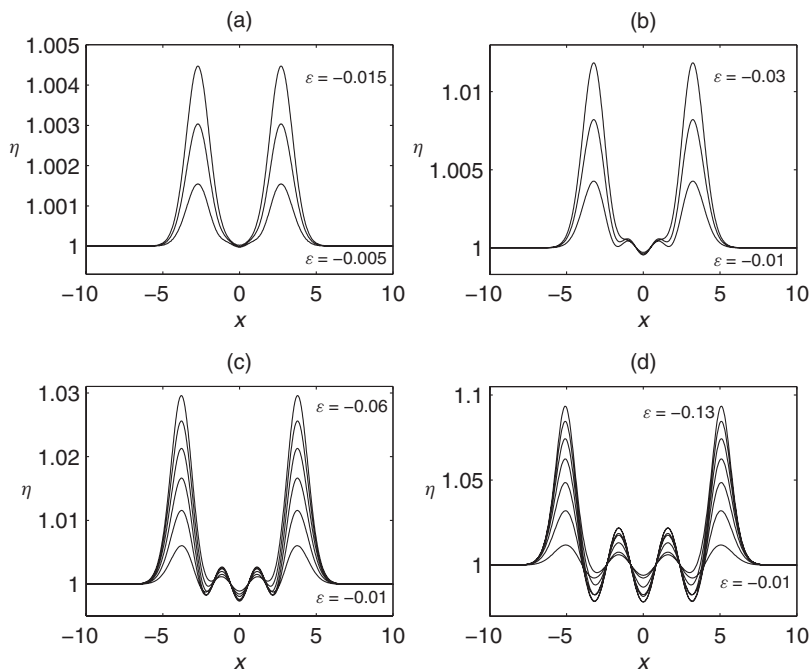 (a)
1.005
1.004
1.003
1.002
1.001
1
η
ε = −0.015
ε = −0.005
−10 −5 0 5 10
x
(b)
1.01
1.005
1
η
ε = −0.03
ε = −0.01
−10 −5 0 5 10
x
(c)
1.03
1.02
1.01
1
η
ε = −0.06
ε = −0.01
−10 −5 0 5 10
x
(d)
1.1
1.05
1
η
ε = −0.13
ε = −0.01
−10 −5 0 5 10
x